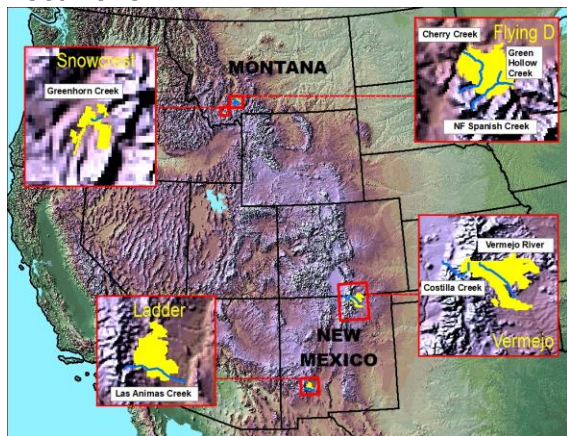 Snowcrest
Greenhorn Creek
MONTANA
Cherry Creek
Flying D
Green
Hollow
Creek
NF Spanish Creek
Vermejo River
Costilla Creek
Vermejo
Ladder
Las Animas Creek
NEW
MEXICO